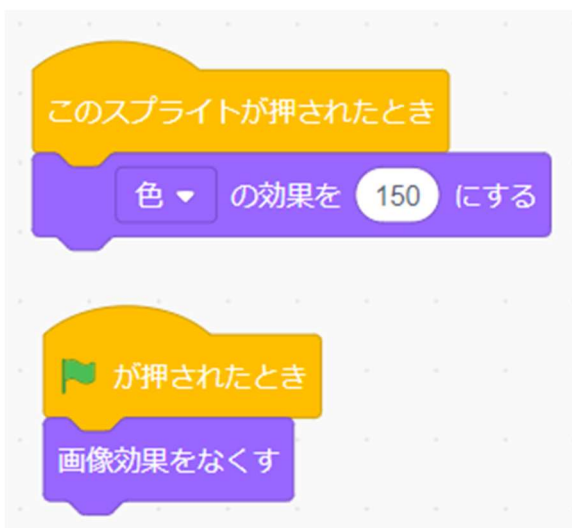 このスプライトが押されたとき
色 の効果を 150 にする
が押されたとき
画像効果をなくす